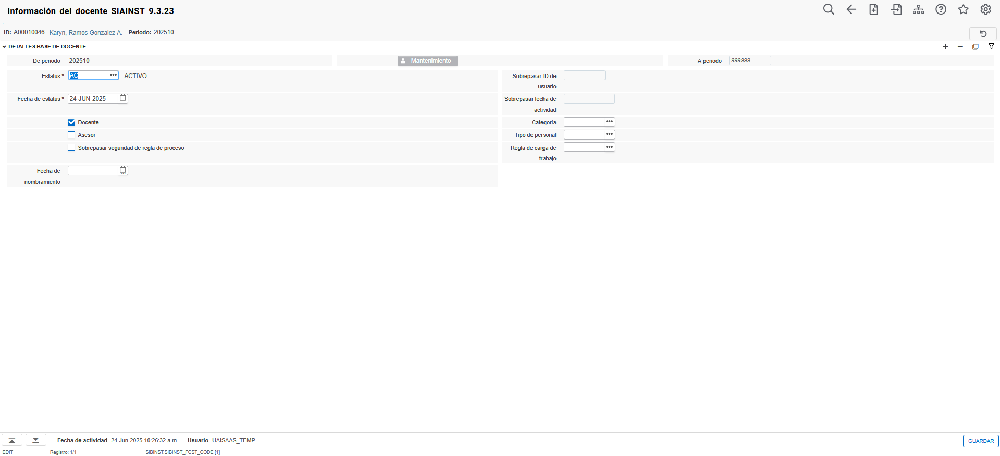 Información del docente SIAINST 9.3.23
ID: A00010046 Karyn, Ramos Gonzalez A. Periodo: 202510
DETALLES BASE DE DOCENTE
De periodo 202510 Mantenimiento A periodo 999999
Estatus * AC ACTIVO Sobrepasar ID de
usuario
Fecha de estatus * 24-JUN-2025 Sobrepasar fecha de
actividad
Docente Categoría
Asesor Tipo de personal
Sobrepasar seguridad de regla de proceso Regla de carga de
trabajo
Fecha de
nombramiento
Fecha de actividad 24-Jun-2025 10:26:32 a.m. Usuario UAISAAS_TEMP GUARDAR
EDIT Registro: 1/1 SIBINST.SIBINST_FCST_CODE [1]